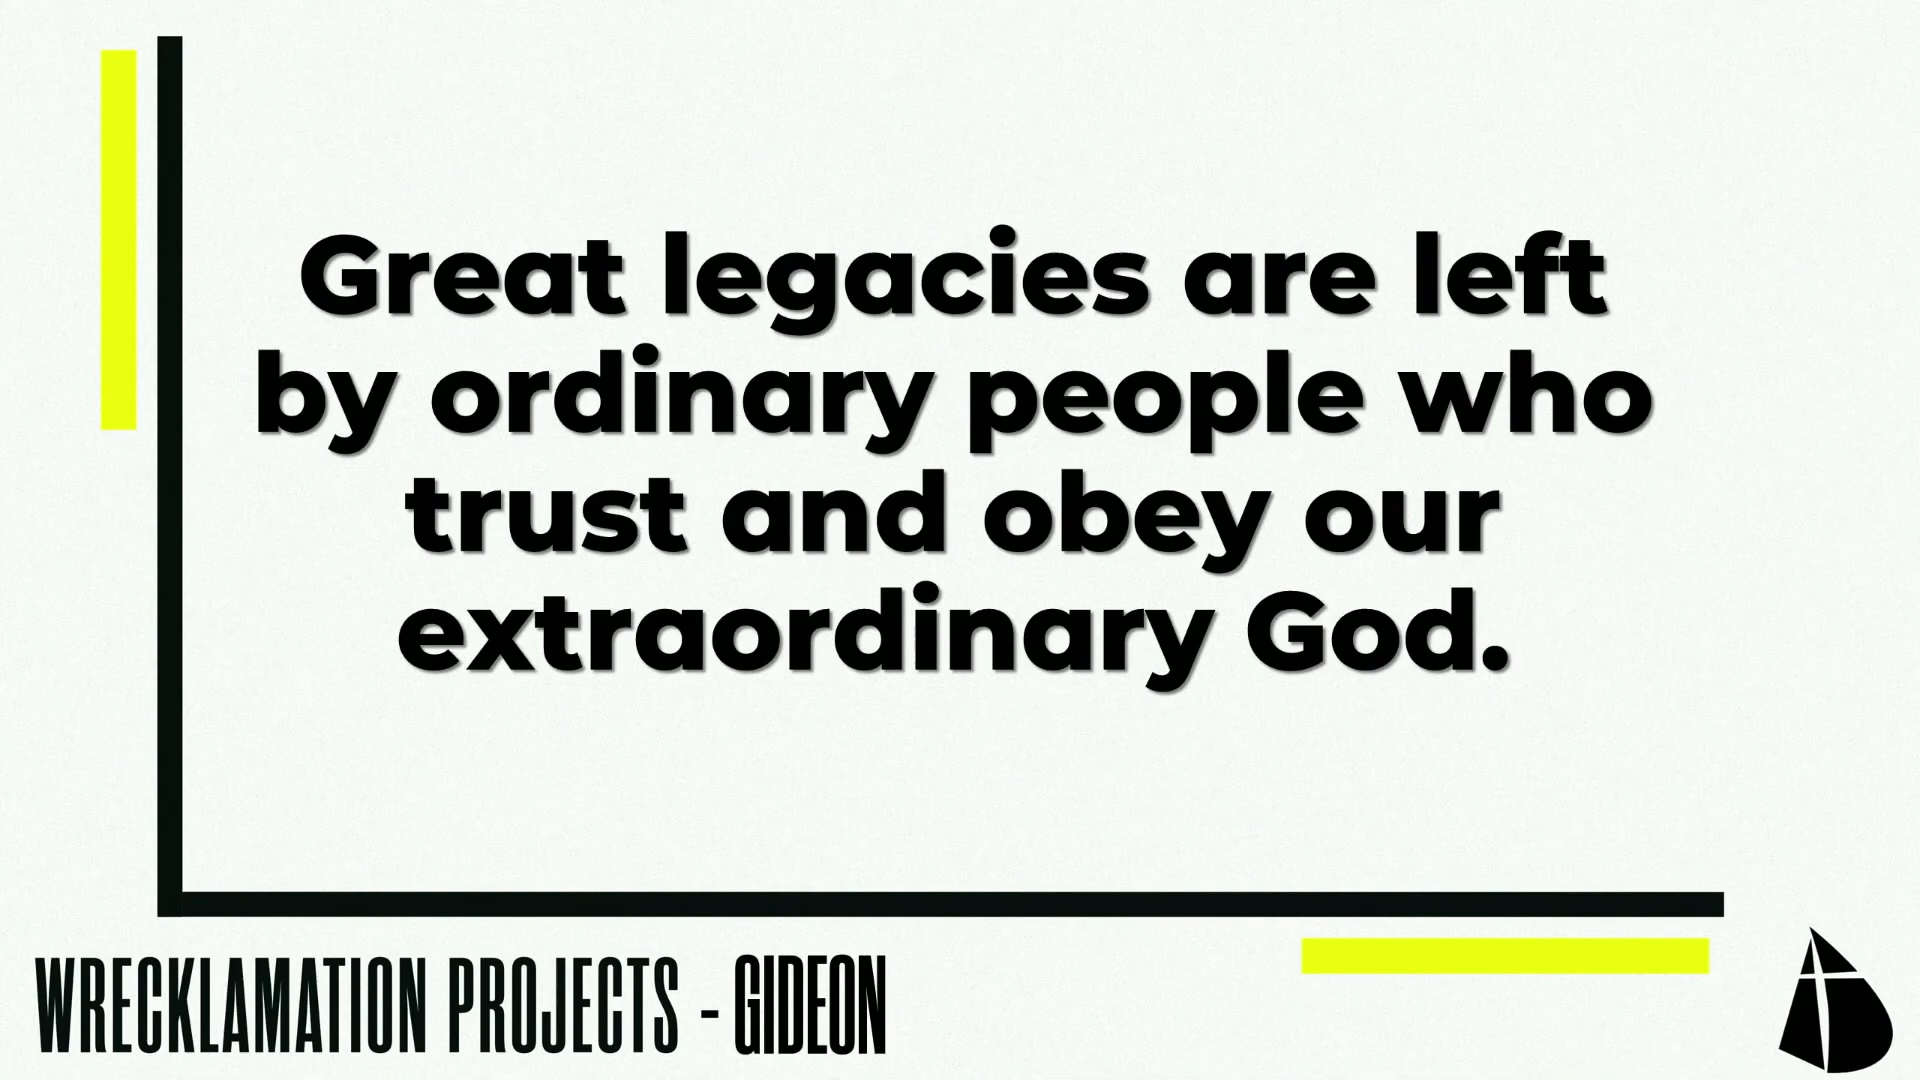 Great legacies are left
by ordinary people who
trust and obey our
extraordinary God.
WRECKLAMATION PROJECTS - GIDEON